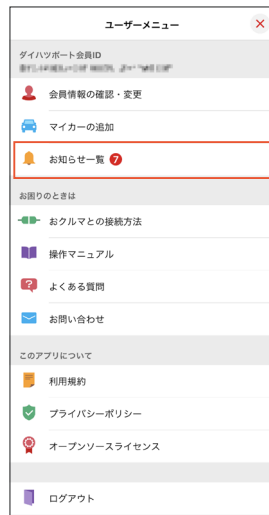 ユーザーメニュー
ダイハツポート会員ID
会員情報の確認・変更
マイカーの追加
お知らせ一覧 7
お困りのときは
おクルマとの接続方法
操作マニュアル
よくある質問
お問い合わせ
このアプリについて
利用規約
プライバシーポリシー
オープンソースライセンス
ログアウト